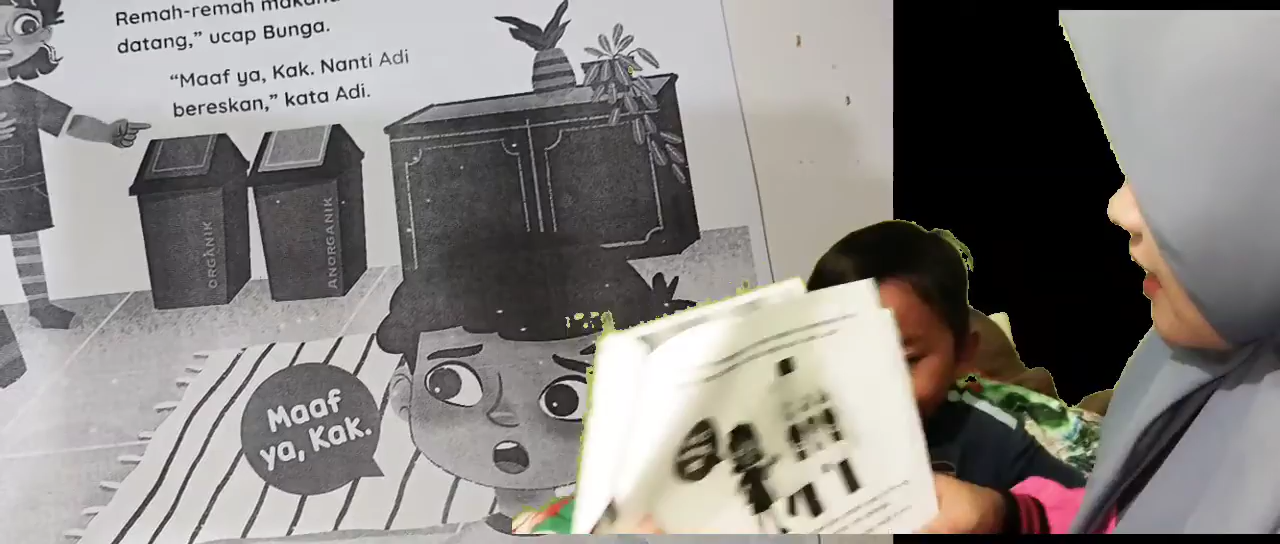 Remah-remah
datang,” ucap Bunga.
“Maaf ya, Kak. Nanti Adi
bereskan,” kata Adi.
ORGANIK
ANORGANIK
Maaf
ya, Kak.